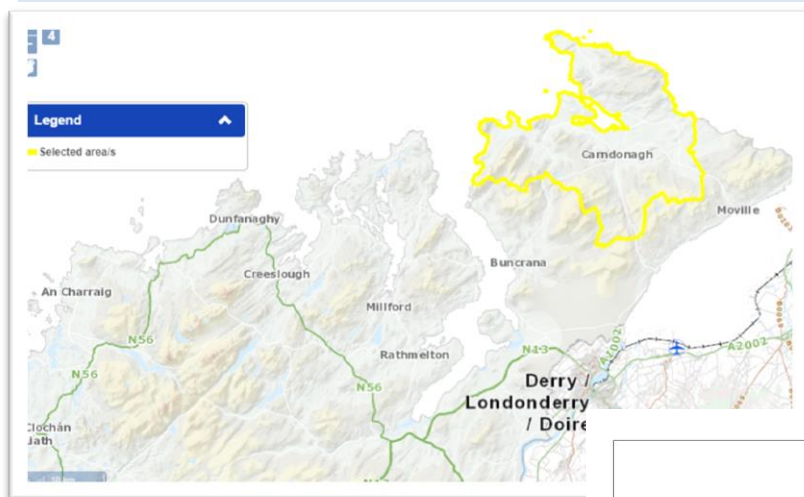 4
Legend
Selected area/s
Carndonagh
Moville
Dunfanaghy
Buncrana
Creeslough
An Charraig
Millford
N56
Rathmelton
N13
A2002
A2002
N56
N56
Derry /
Londonderry
/ Doire
Clochán